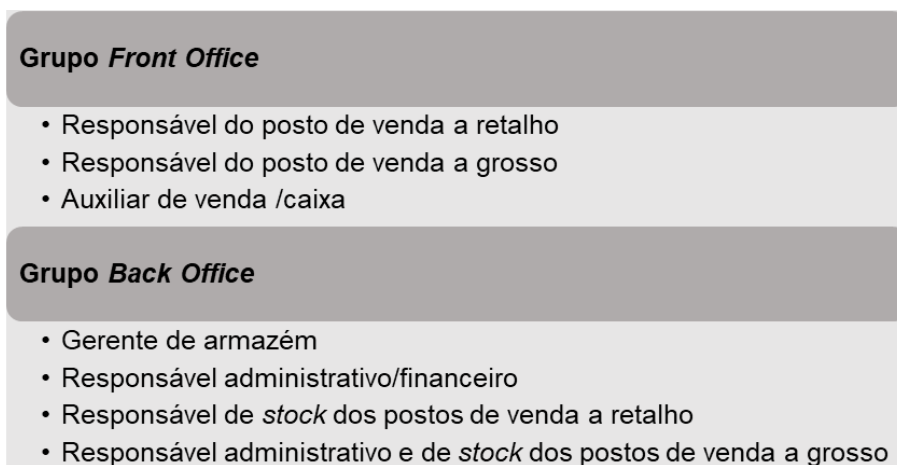 Grupo Front Office
• Responsável do posto de venda a retalho
• Responsável do posto de venda a grosso
• Auxiliar de venda /caixa
Grupo Back Office
• Gerente de armazém
• Responsável administrativo/financeiro
• Responsável de stock dos postos de venda a retalho
• Responsável administrativo e de stock dos postos de venda a grosso